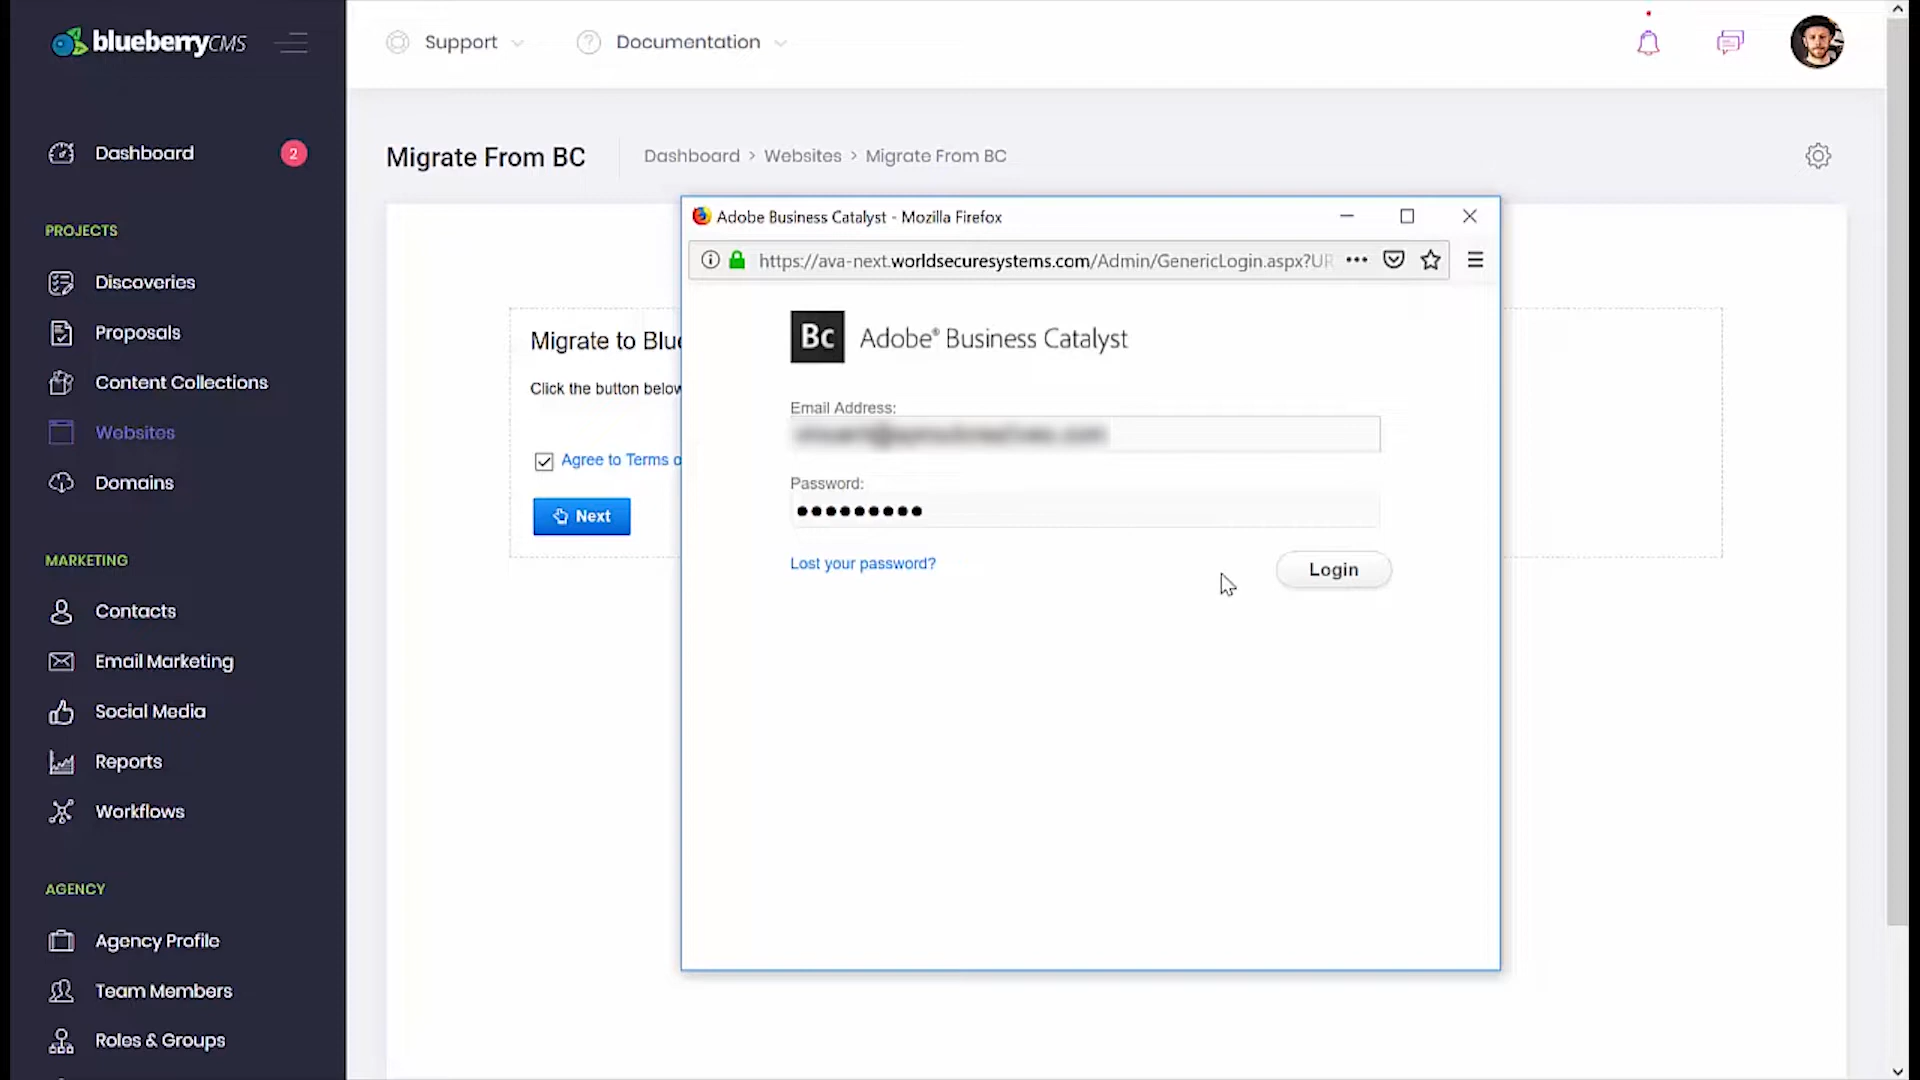 blueberryCMS
Support
Documentation
Dashboard
2
PROJECTS
Discoveries
Proposals
Content Collections
Websites
Domains
MARKETING
Contacts
Email Marketing
Social Media
Reports
Workflows
AGENCY
Agency Profile
Team Members
Roles & Groups
Migrate From BC
Dashboard > Websites > Migrate From BC
Migrate to Blue
Click the button below
Agree to Terms o
Next
Adobe Business Catalyst - Mozilla Firefox
https://ava-next.worldsecuresystems.com/Admin/GenericLogin.aspx?UR
Bc Adobe® Business Catalyst
Email Address:
Password:
Lost your password?
Login